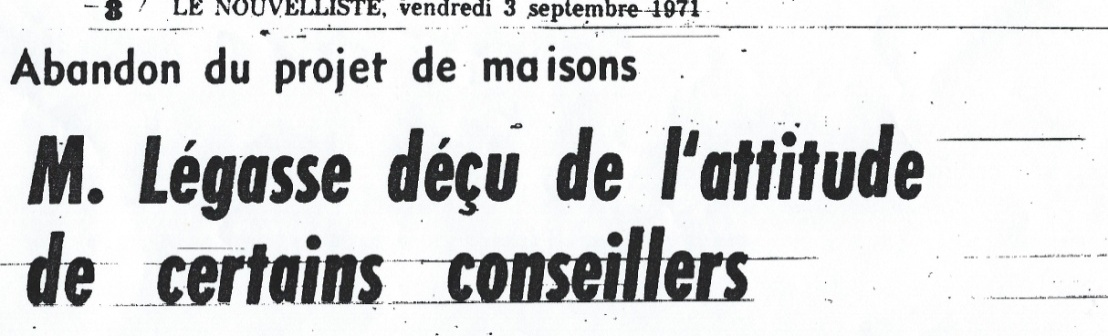 8 LE NOUVELLISTE, vendredi 3 septembre 1971
Abandon du projet de maisons
M. Légasse déçu de l'attitude
de certains conseillers